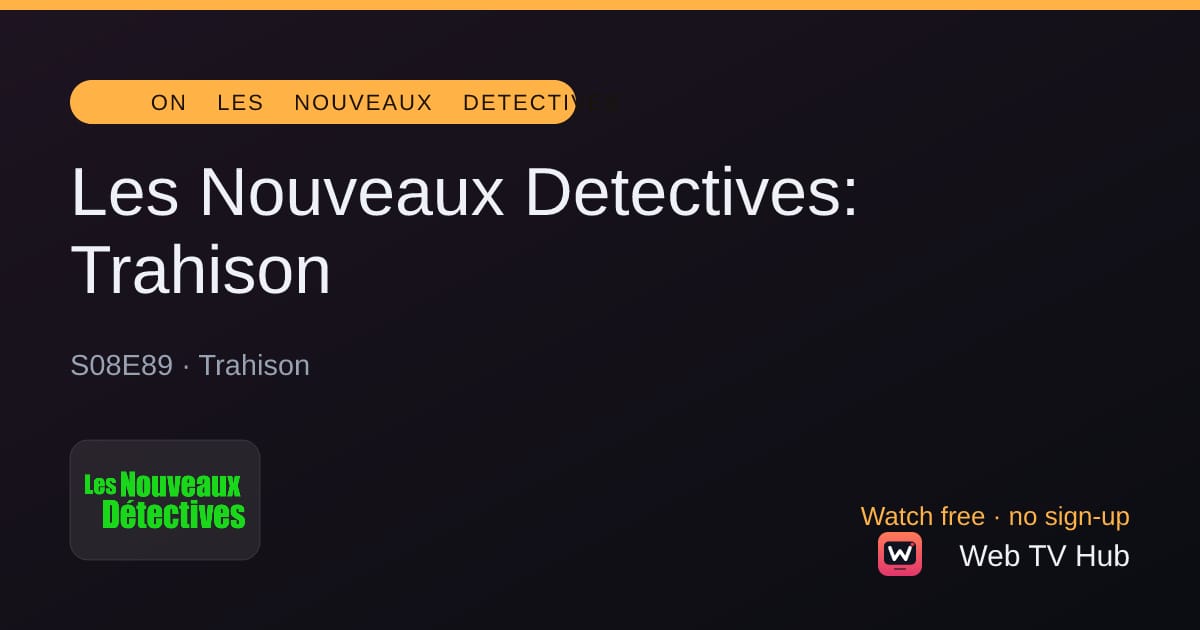 ON LES NOUVEAUX DETECTIVES
Les Nouveaux Detectives:
Trahison
S08E89 · Trahison
Les Nouveaux
Détectives
Watch free · no sign-up
W
Web TV Hub